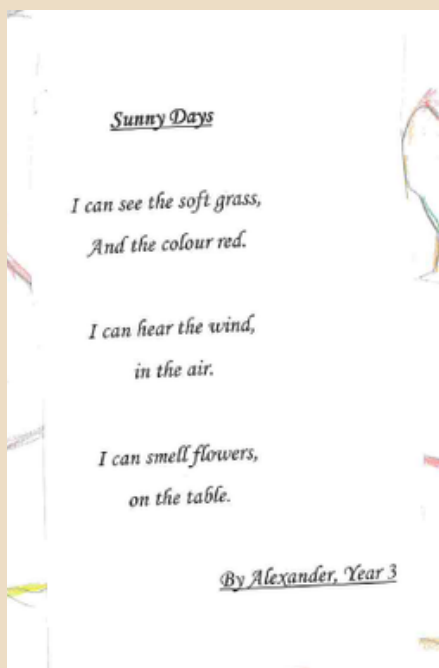 Sunny Days
I can see the soft grass,
And the colour red.
I can hear the wind,
in the air.
I can smell flowers,
on the table.
By Alexander, Year 3